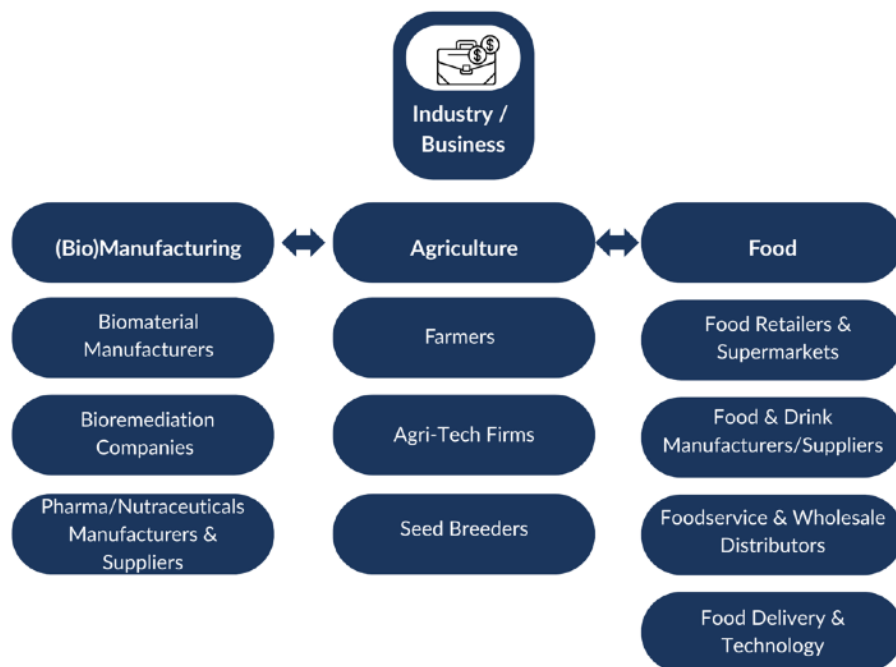 Industry /
Business
(Bio)Manufacturing
Agriculture
Food
Biomaterial
Manufacturers
Farmers
Food Retailers &
Supermarkets
Bioremediation
Companies
Agri-Tech Firms
Food & Drink
Manufacturers/Suppliers
Pharma/Nutraceuticals
Manufacturers &
Suppliers
Seed Breeders
Foodservice & Wholesale
Distributors
Food Delivery &
Technology